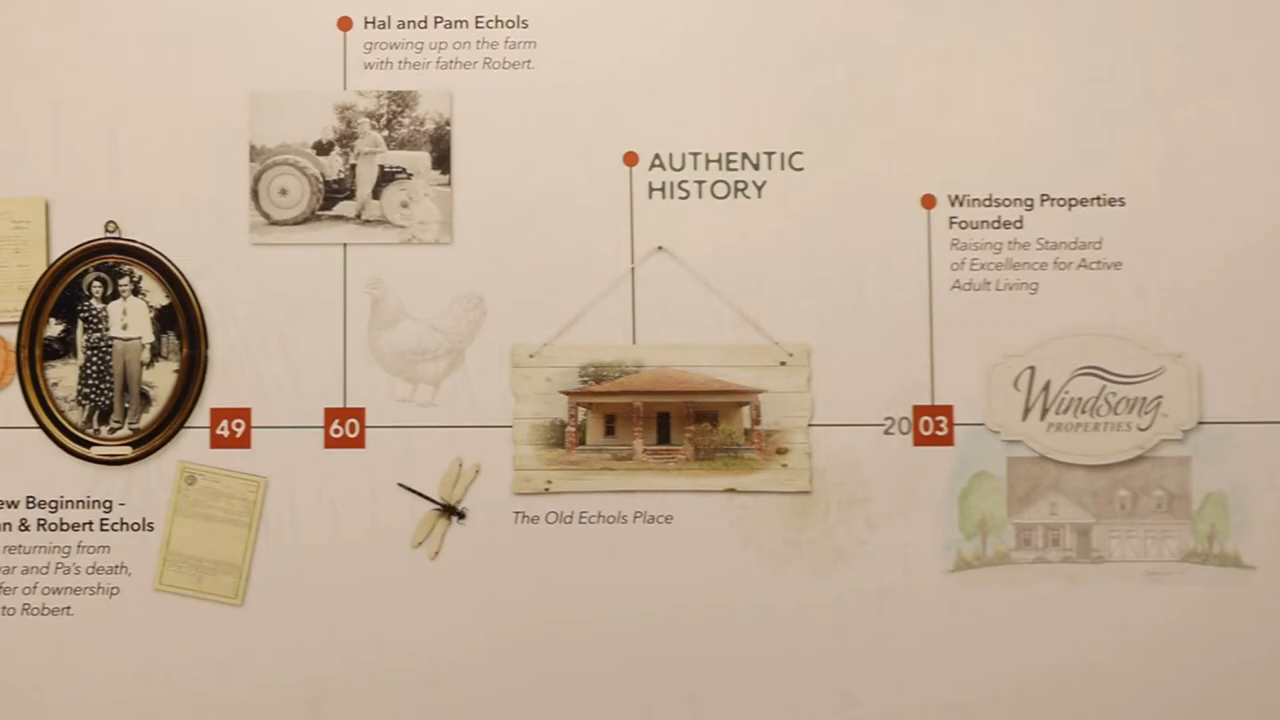 Hal and Pam Echols
growing up on the farm
with their father Robert.
AUTHENTIC
HISTORY
Windsong Properties
Founded
Raising the Standard
of Excellence for Active
Adult Living
49
60
2003
Windsong
PROPERTIES
The Old Echols Place
ew Beginning –
n & Robert Echols
returning from
ar and Pa's death,
fer of ownership
to Robert.